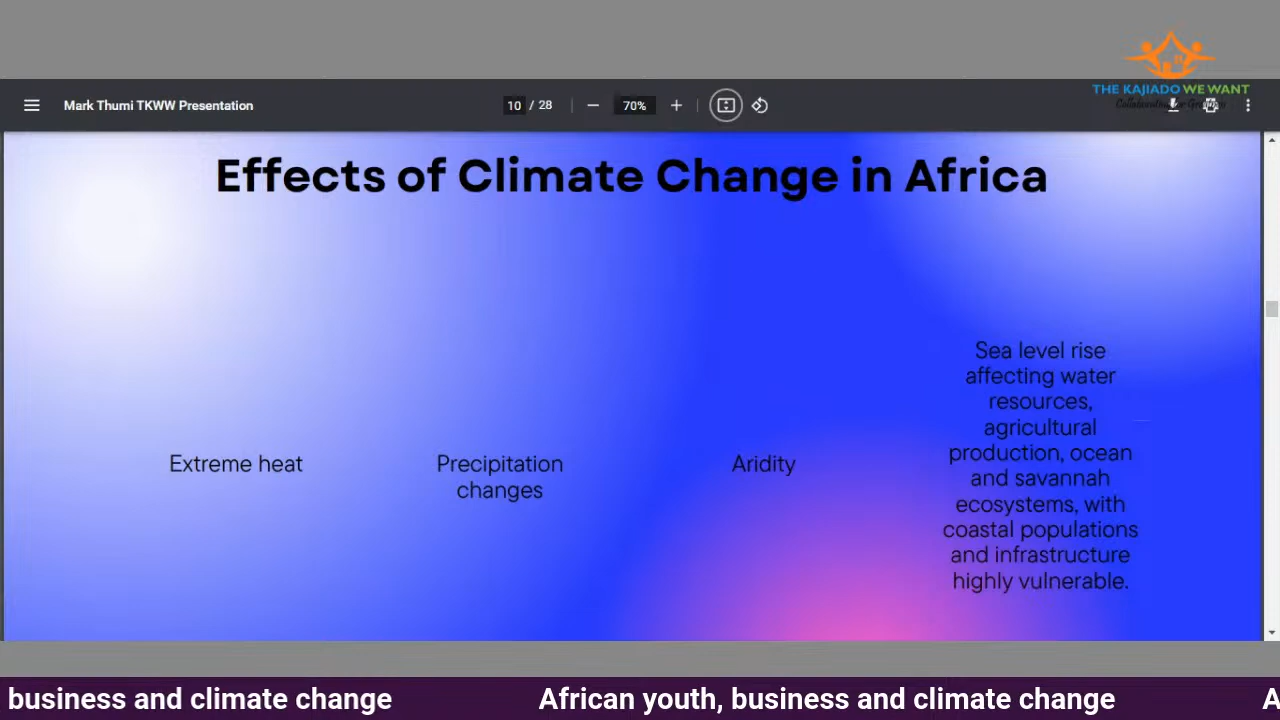 THE KAJIADO WE WANT
Mark Thumi TKWW Presentation
10 / 28
70%
Effects of Climate Change in Africa
Extreme heat
Precipitation
changes
Aridity
Sea level rise
affecting water
resources,
agricultural
production, ocean
and savannah
ecosystems, with
coastal populations
and infrastructure
highly vulnerable.
business and climate change
African youth, business and climate change
A